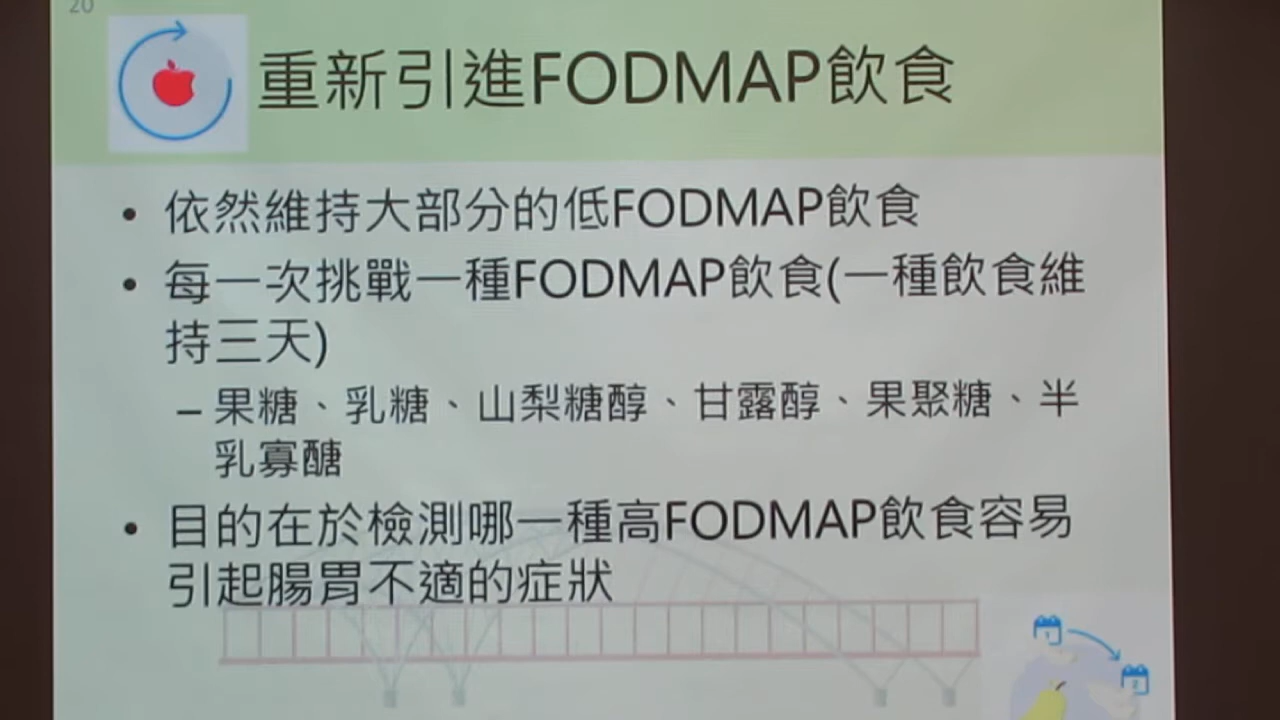 20
重新引進FODMAP飲食
• 依然維持大部分的低FODMAP飲食
• 每一次挑戰一種FODMAP飲食(一種飲食維
持三天)
– 果糖、乳糖、山梨糖醇、甘露醇、果聚糖、半
乳寡醣
• 目的在於檢測哪一種高FODMAP飲食容易
引起腸胃不適的症狀
1
2